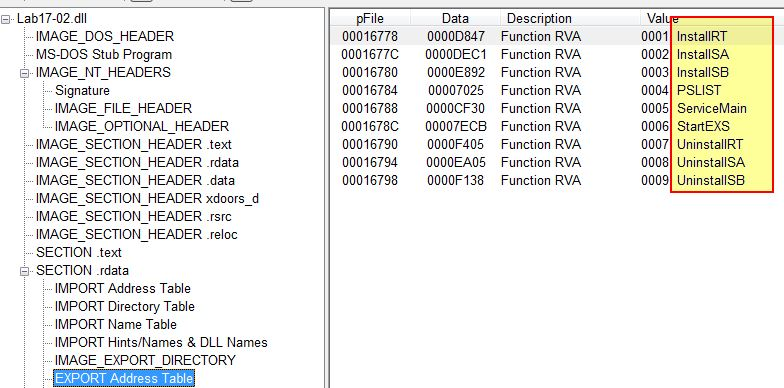 Lab17-02.dll
IMAGE_DOS_HEADER
MS-DOS Stub Program
IMAGE_NT_HEADERS
Signature
IMAGE_FILE_HEADER
IMAGE_OPTIONAL_HEADER
IMAGE_SECTION_HEADER .text
IMAGE_SECTION_HEADER .rdata
IMAGE_SECTION_HEADER .data
IMAGE_SECTION_HEADER xdoors_d
IMAGE_SECTION_HEADER .rsrc
IMAGE_SECTION_HEADER .reloc
SECTION .text
SECTION .rdata
IMPORT Address Table
IMPORT Directory Table
IMPORT Name Table
IMPORT Hints/Names & DLL Names
IMAGE_EXPORT_DIRECTORY
EXPORT Address Table
pFile Data Description Value
00016778 0000D847 Function RVA 0001 InstallRT
0001677C 0000DEC1 Function RVA 0002 InstallSA
00016780 0000E892 Function RVA 0003 InstallSB
00016784 00007025 Function RVA 0004 PSLIST
00016788 0000CF30 Function RVA 0005 ServiceMain
0001678C 00007ECB Function RVA 0006 StartEXS
00016790 0000F405 Function RVA 0007 UninstallRT
00016794 0000EA05 Function RVA 0008 UninstallSA
00016798 0000F138 Function RVA 0009 UninstallSB